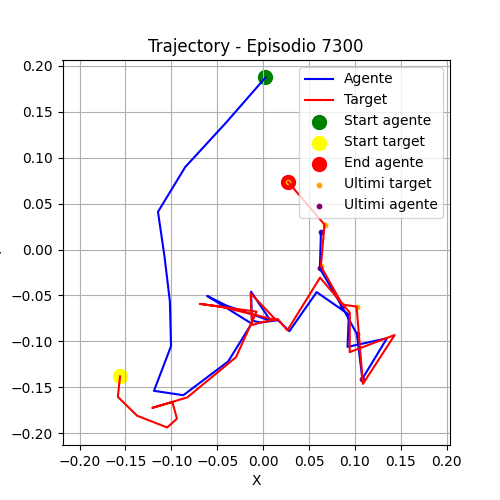 Trajectory - Episodio 7300
Agente
Target
Start agente
Start target
End agente
Ultimi target
Ultimi agente
0.20
0.15
0.10
0.05
0.00
−0.05
−0.10
−0.15
−0.20
−0.20
−0.15
−0.10
−0.05
0.00
0.05
0.10
0.15
0.20
X